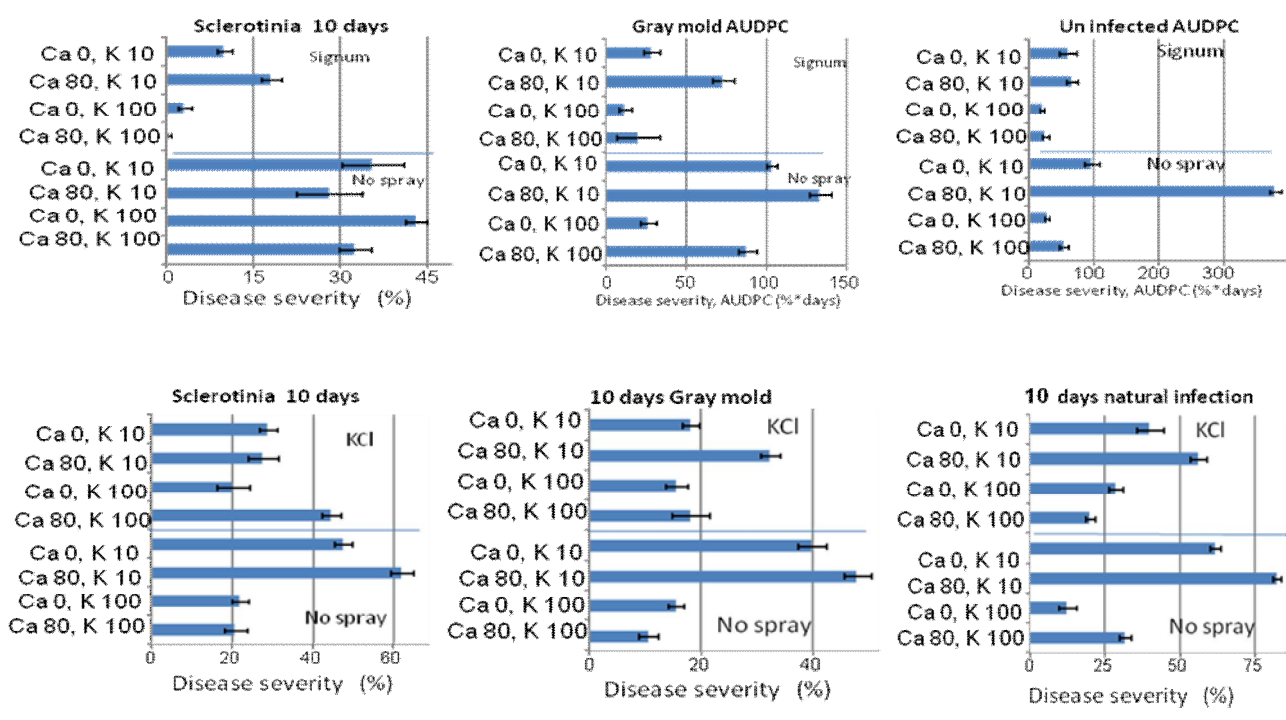 Sclerotinia 10 days
Ca 0, K 10
Signum
Ca 80, K 10
Ca 0, K 100
Ca 80, K 100
Ca 0, K 10
No spray
Ca 80, K 10
Ca 0, K 100
Ca 80, K 100
0 15 30 45
Disease severity (%)
Gray mold AUDPC
Ca 0, K 10
Signum
Ca 80, K 10
Ca 0, K 100
Ca 80, K 100
Ca 0, K 10
No spray
Ca 80, K 10
Ca 0, K 100
Ca 80, K 100
0 50 100 150
Disease severity, AUDPC (%*days)
Un infected AUDPC
Signum
Ca 0, K 10
Ca 80, K 10
Ca 0, K 100
Ca 80, K 100
Ca 0, K 10
No spray
Ca 80, K 10
Ca 0, K 100
Ca 80, K 100
0 100 200 300
Disease severity, AUDPC (%*days)
Sclerotinia 10 days
Ca 0, K 10
KCl
Ca 80, K 10
Ca 0, K 100
Ca 80, K 100
Ca 0, K 10
Ca 80, K 10
Ca 0, K 100
No spray
Ca 80, K 100
0 20 40 60
Disease severity (%)
10 days Gray mold
KCl
Ca 0, K 10
Ca 80, K 10
Ca 0, K 100
Ca 80, K 100
Ca 0, K 10
Ca 80, K 10
Ca 0, K 100
No spray
Ca 80, K 100
0 20 40
Disease severity (%)
10 days natural infection
KCl
Ca 0, K 10
Ca 80, K 10
Ca 0, K 100
Ca 80, K 100
Ca 0, K 10
Ca 80, K 10
Ca 0, K 100
No spray
Ca 80, K 100
0 25 50 75
Disease severity (%)